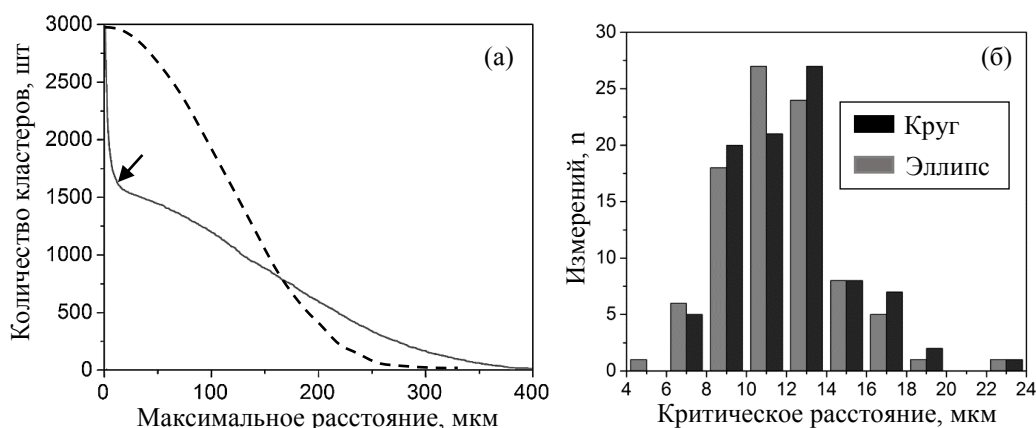 (а)
Количество кластеров, шт
3000
2500
2000
1500
1000
500
0
0 100 200 300 400
Максимальное расстояние, мкм
(б)
Измерений, n
30
25
20
15
10
5
0
Круг
Эллипс
4 6 8 10 12 14 16 18 20 22 24
Критическое расстояние, мкм